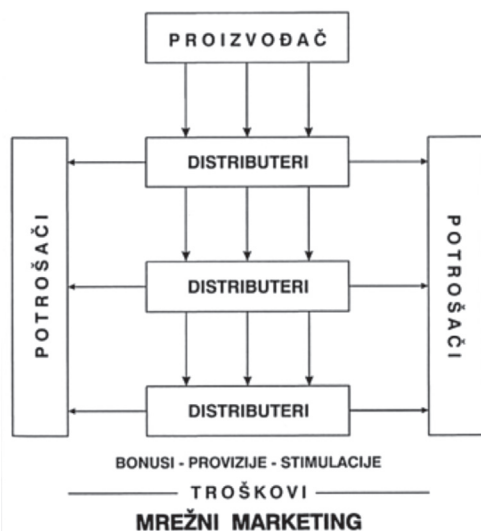 PROIZVOĐAČ
DISTRIBUTERI
POTROŠAČI
POTROŠAČI
DISTRIBUTERI
DISTRIBUTERI
BONUSI - PROVIZIJE - STIMULACIJE
TROŠKOVI
MREŽNI MARKETING